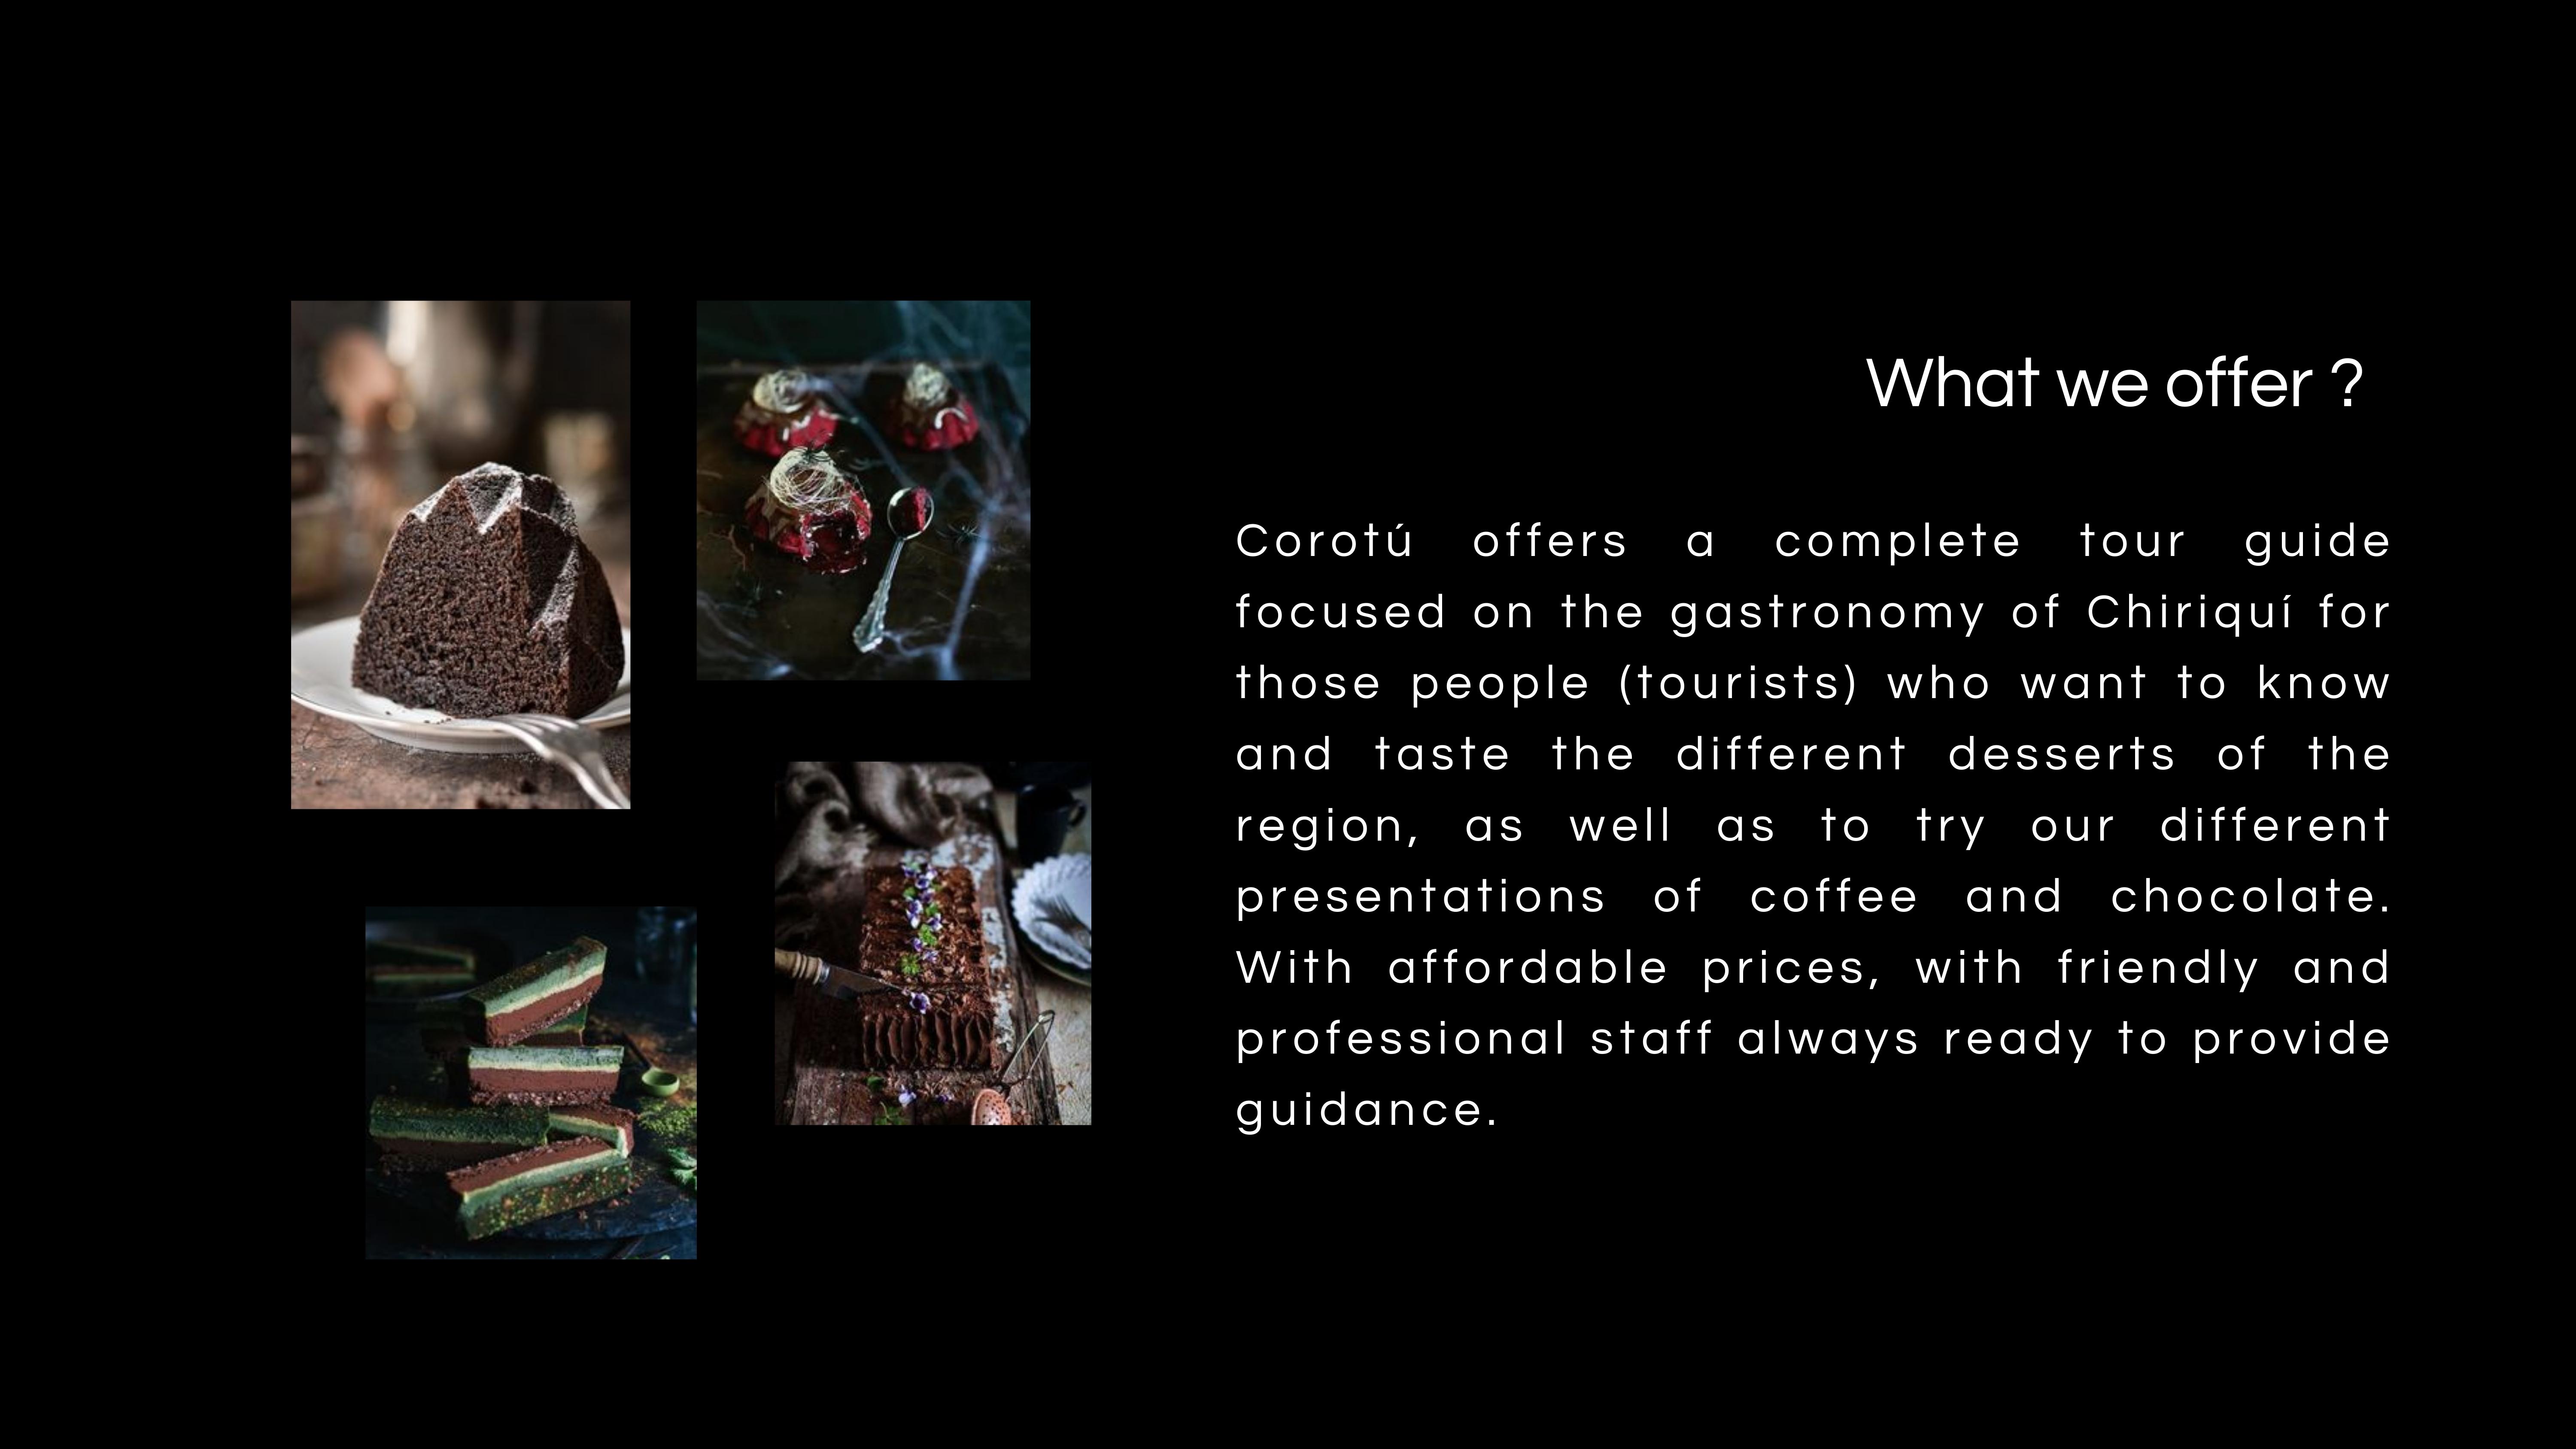 What we offer ?
Corotú offers a complete tour guide
focused on the gastronomy of Chiriquí for
those people (tourists) who want to know
and taste the different desserts of the
region, as well as to try our different
presentations of coffee and chocolate.
With affordable prices, with friendly and
professional staff always ready to provide
guidance.